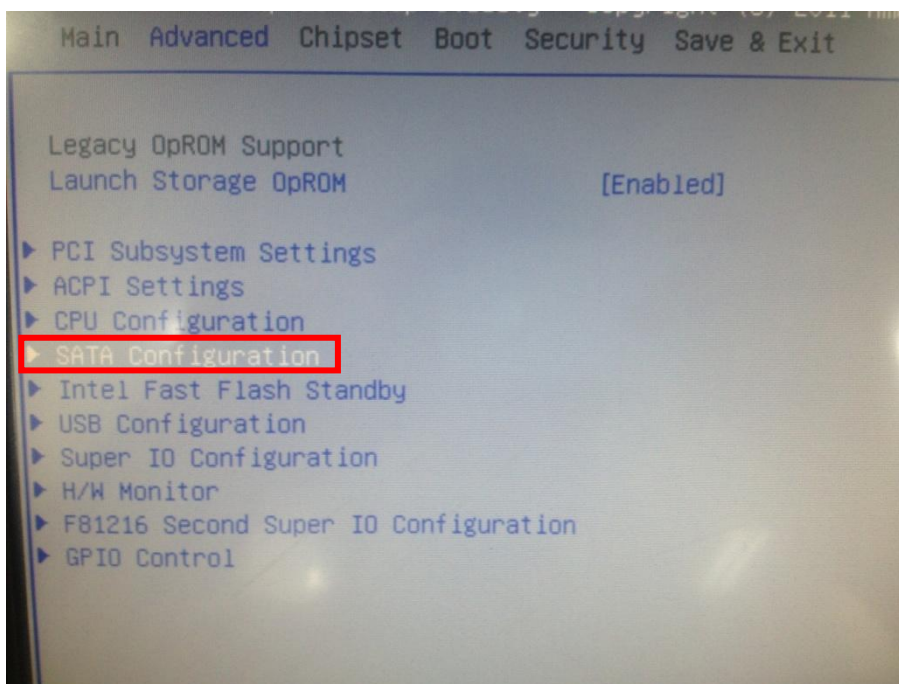 Main Advanced Chipset Boot Security Save & Exit
Legacy OpROM Support
Launch Storage OpROM [Enabled]
PCI Subsystem Settings
ACPI Settings
CPU Configuration
SATA Configuration
Intel Fast Flash Standby
USB Configuration
Super IO Configuration
H/W Monitor
F81216 Second Super IO Configuration
GPIO Control